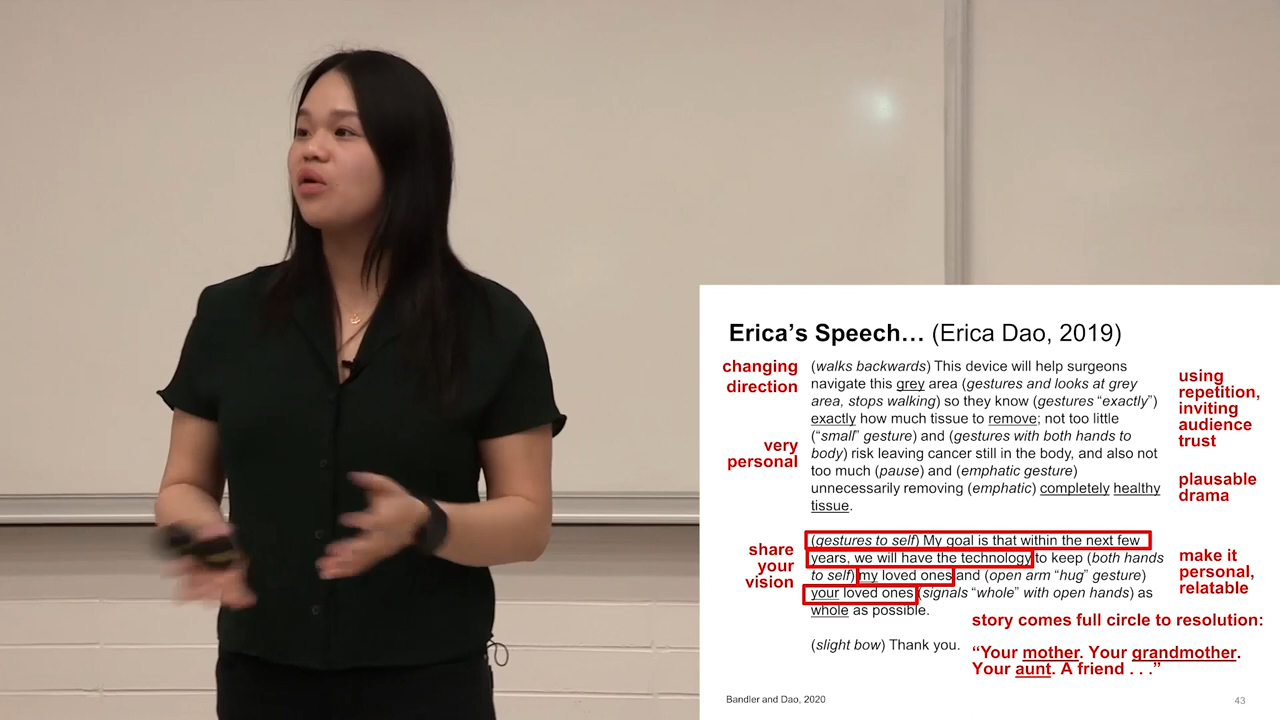 Erica's Speech… (Erica Dao, 2019)
changing
direction
very
personal
share
your
vision
(walks backwards) This device will help surgeons
navigate this grey area (gestures and looks at grey
area, stops walking) so they know (gestures “exactly”)
exactly how much tissue to remove; not too little
(“small” gesture) and (gestures with both hands to
body) risk leaving cancer still in the body, and also not
too much (pause) and (emphatic gesture)
unnecessarily removing (emphatic) completely healthy
tissue.
(gestures to self) My goal is that within the next few
years, we will have the technology to keep (both hands
to self) my loved ones and (open arm “hug” gesture)
your loved ones (signals “whole” with open hands) as
whole as possible.
(slight bow) Thank you.
using
repetition,
inviting
audience
trust
plausable
drama
make it
personal,
relatable
story comes full circle to resolution:
“Your mother. Your grandmother.
Your aunt. A friend . . .”
Bandler and Dao, 2020
43